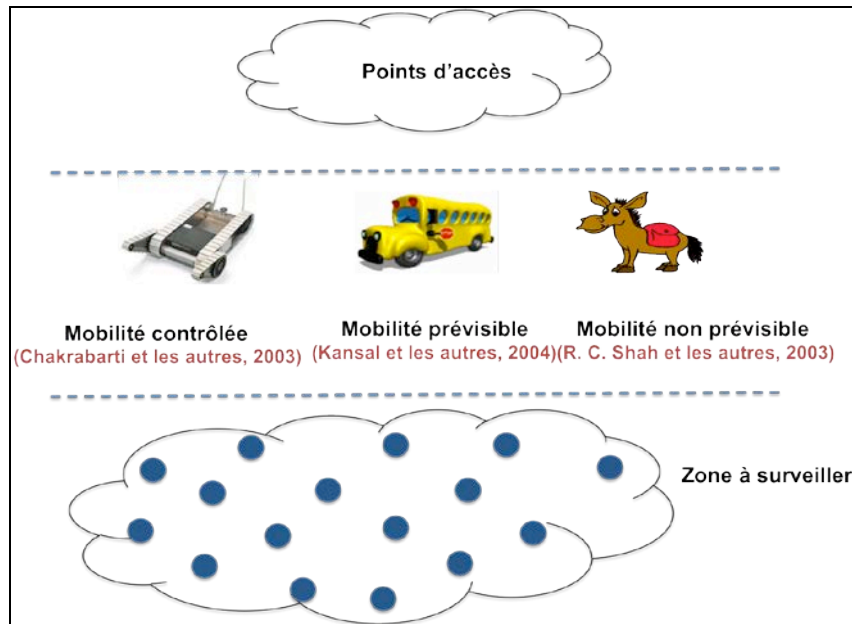 Points d'accès
Mobilité contrôlée
(Chakrabarti et les autres, 2003)
Mobilité prévisible
(Kansal et les autres, 2004)
Mobilité non prévisible
(R. C. Shah et les autres, 2003)
Zone à surveiller